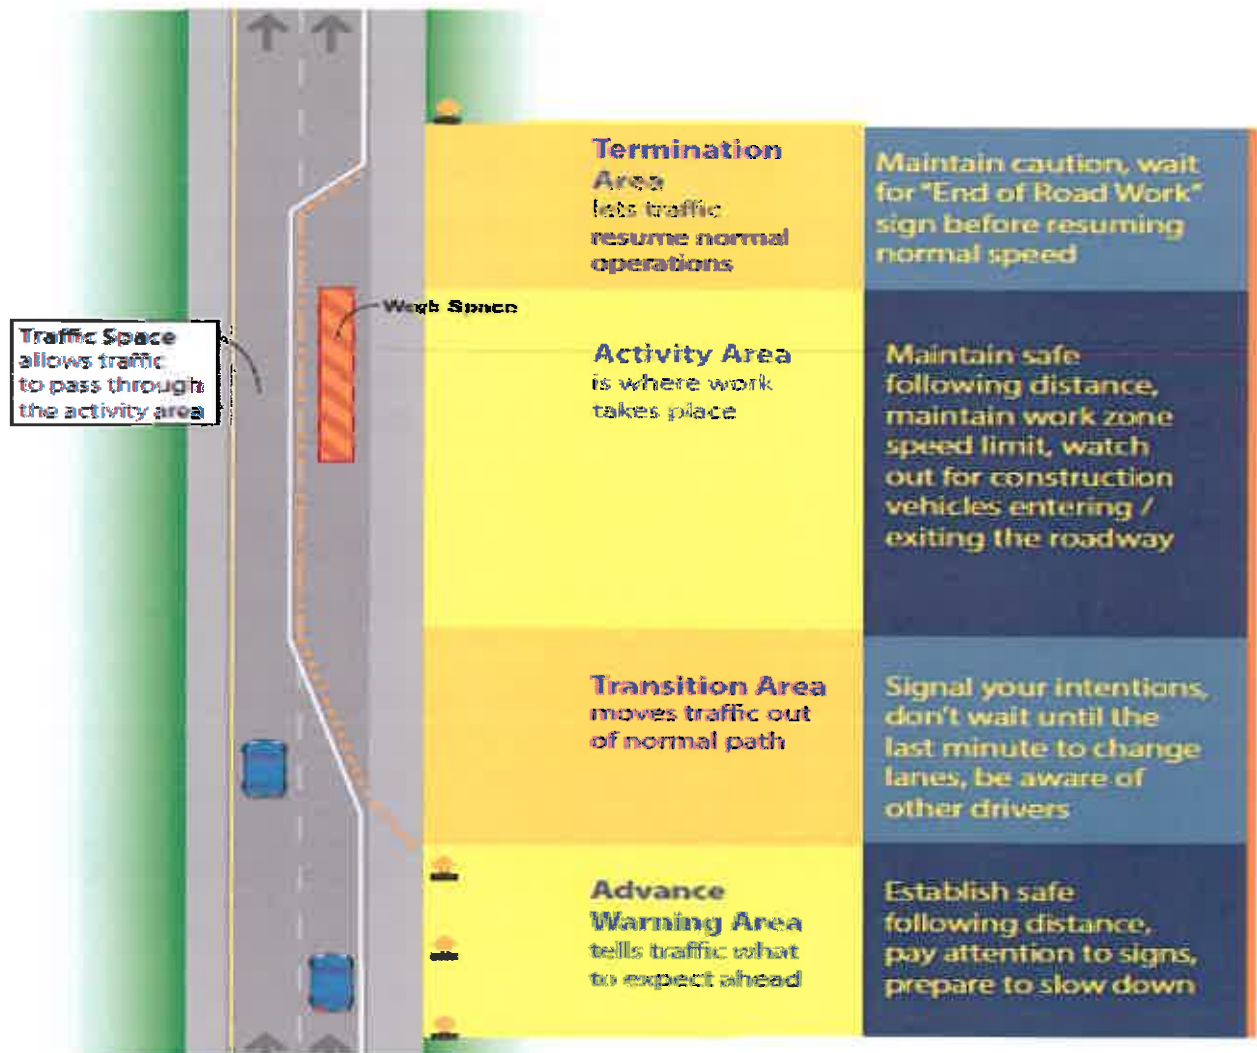 Termination
Area
lets traffic
resume normal
operations
Maintain caution, wait
for "End of Road Work"
sign before resuming
normal speed
Work Space
Traffic Space
allows traffic
to pass through
the activity area
Activity Area
is where work
takes place
Maintain safe
following distance,
maintain work zone
speed limit, watch
out for construction
vehicles entering /
exiting the roadway
Transition Area
moves traffic out
of normal path
Signal your intentions,
don't wait until the
last minute to change
lanes, be aware of
other drivers
Advance
Warning Area
tells traffic what
to expect ahead
Establish safe
following distance,
pay attention to signs,
prepare to slow down